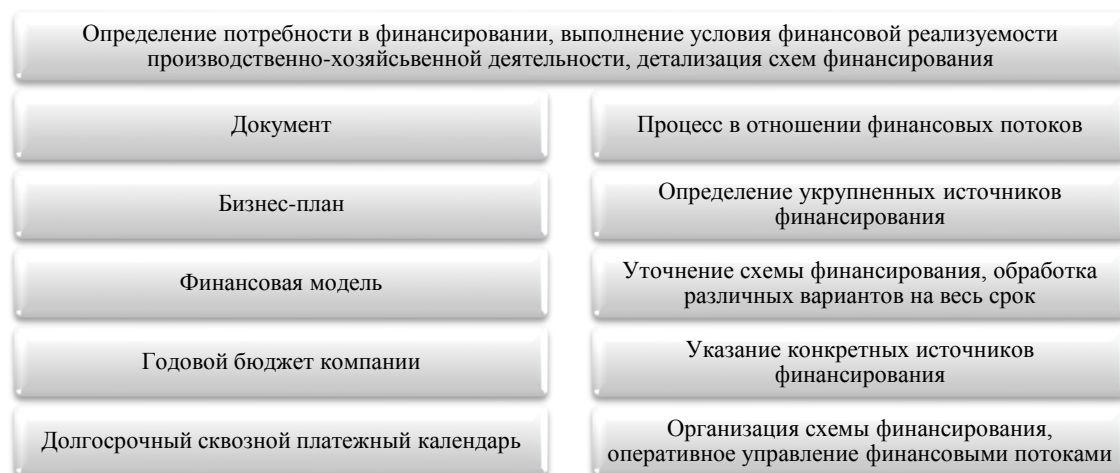 Определение потребности в финансировании, выполнение условия финансовой реализуемости
производственно-хозяйсьвенной деятельности, детализация схем финансирования
Документ
Процесс в отношении финансовых потоков
Бизнес-план
Определение укрупненных источников
финансирования
Финансовая модель
Уточнение схемы финансирования, обработка
различных вариантов на весь срок
Годовой бюджет компании
Указание конкретных источников
финансирования
Долгосрочный сквозной платежный календарь
Организация схемы финансирования,
оперативное управление финансовыми потоками